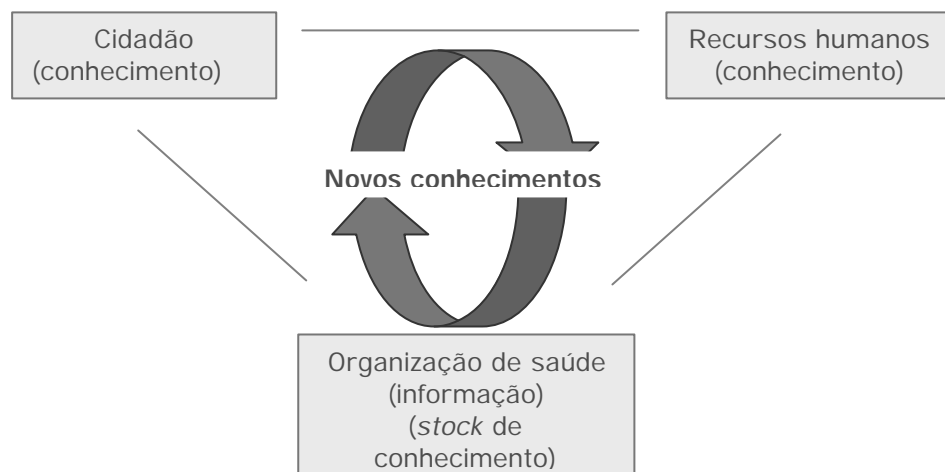 Cidadão
(conhecimento)
Recursos humanos
(conhecimento)
Novos conhecimentos
Organização de saúde
(informação)
(stock de
conhecimento)